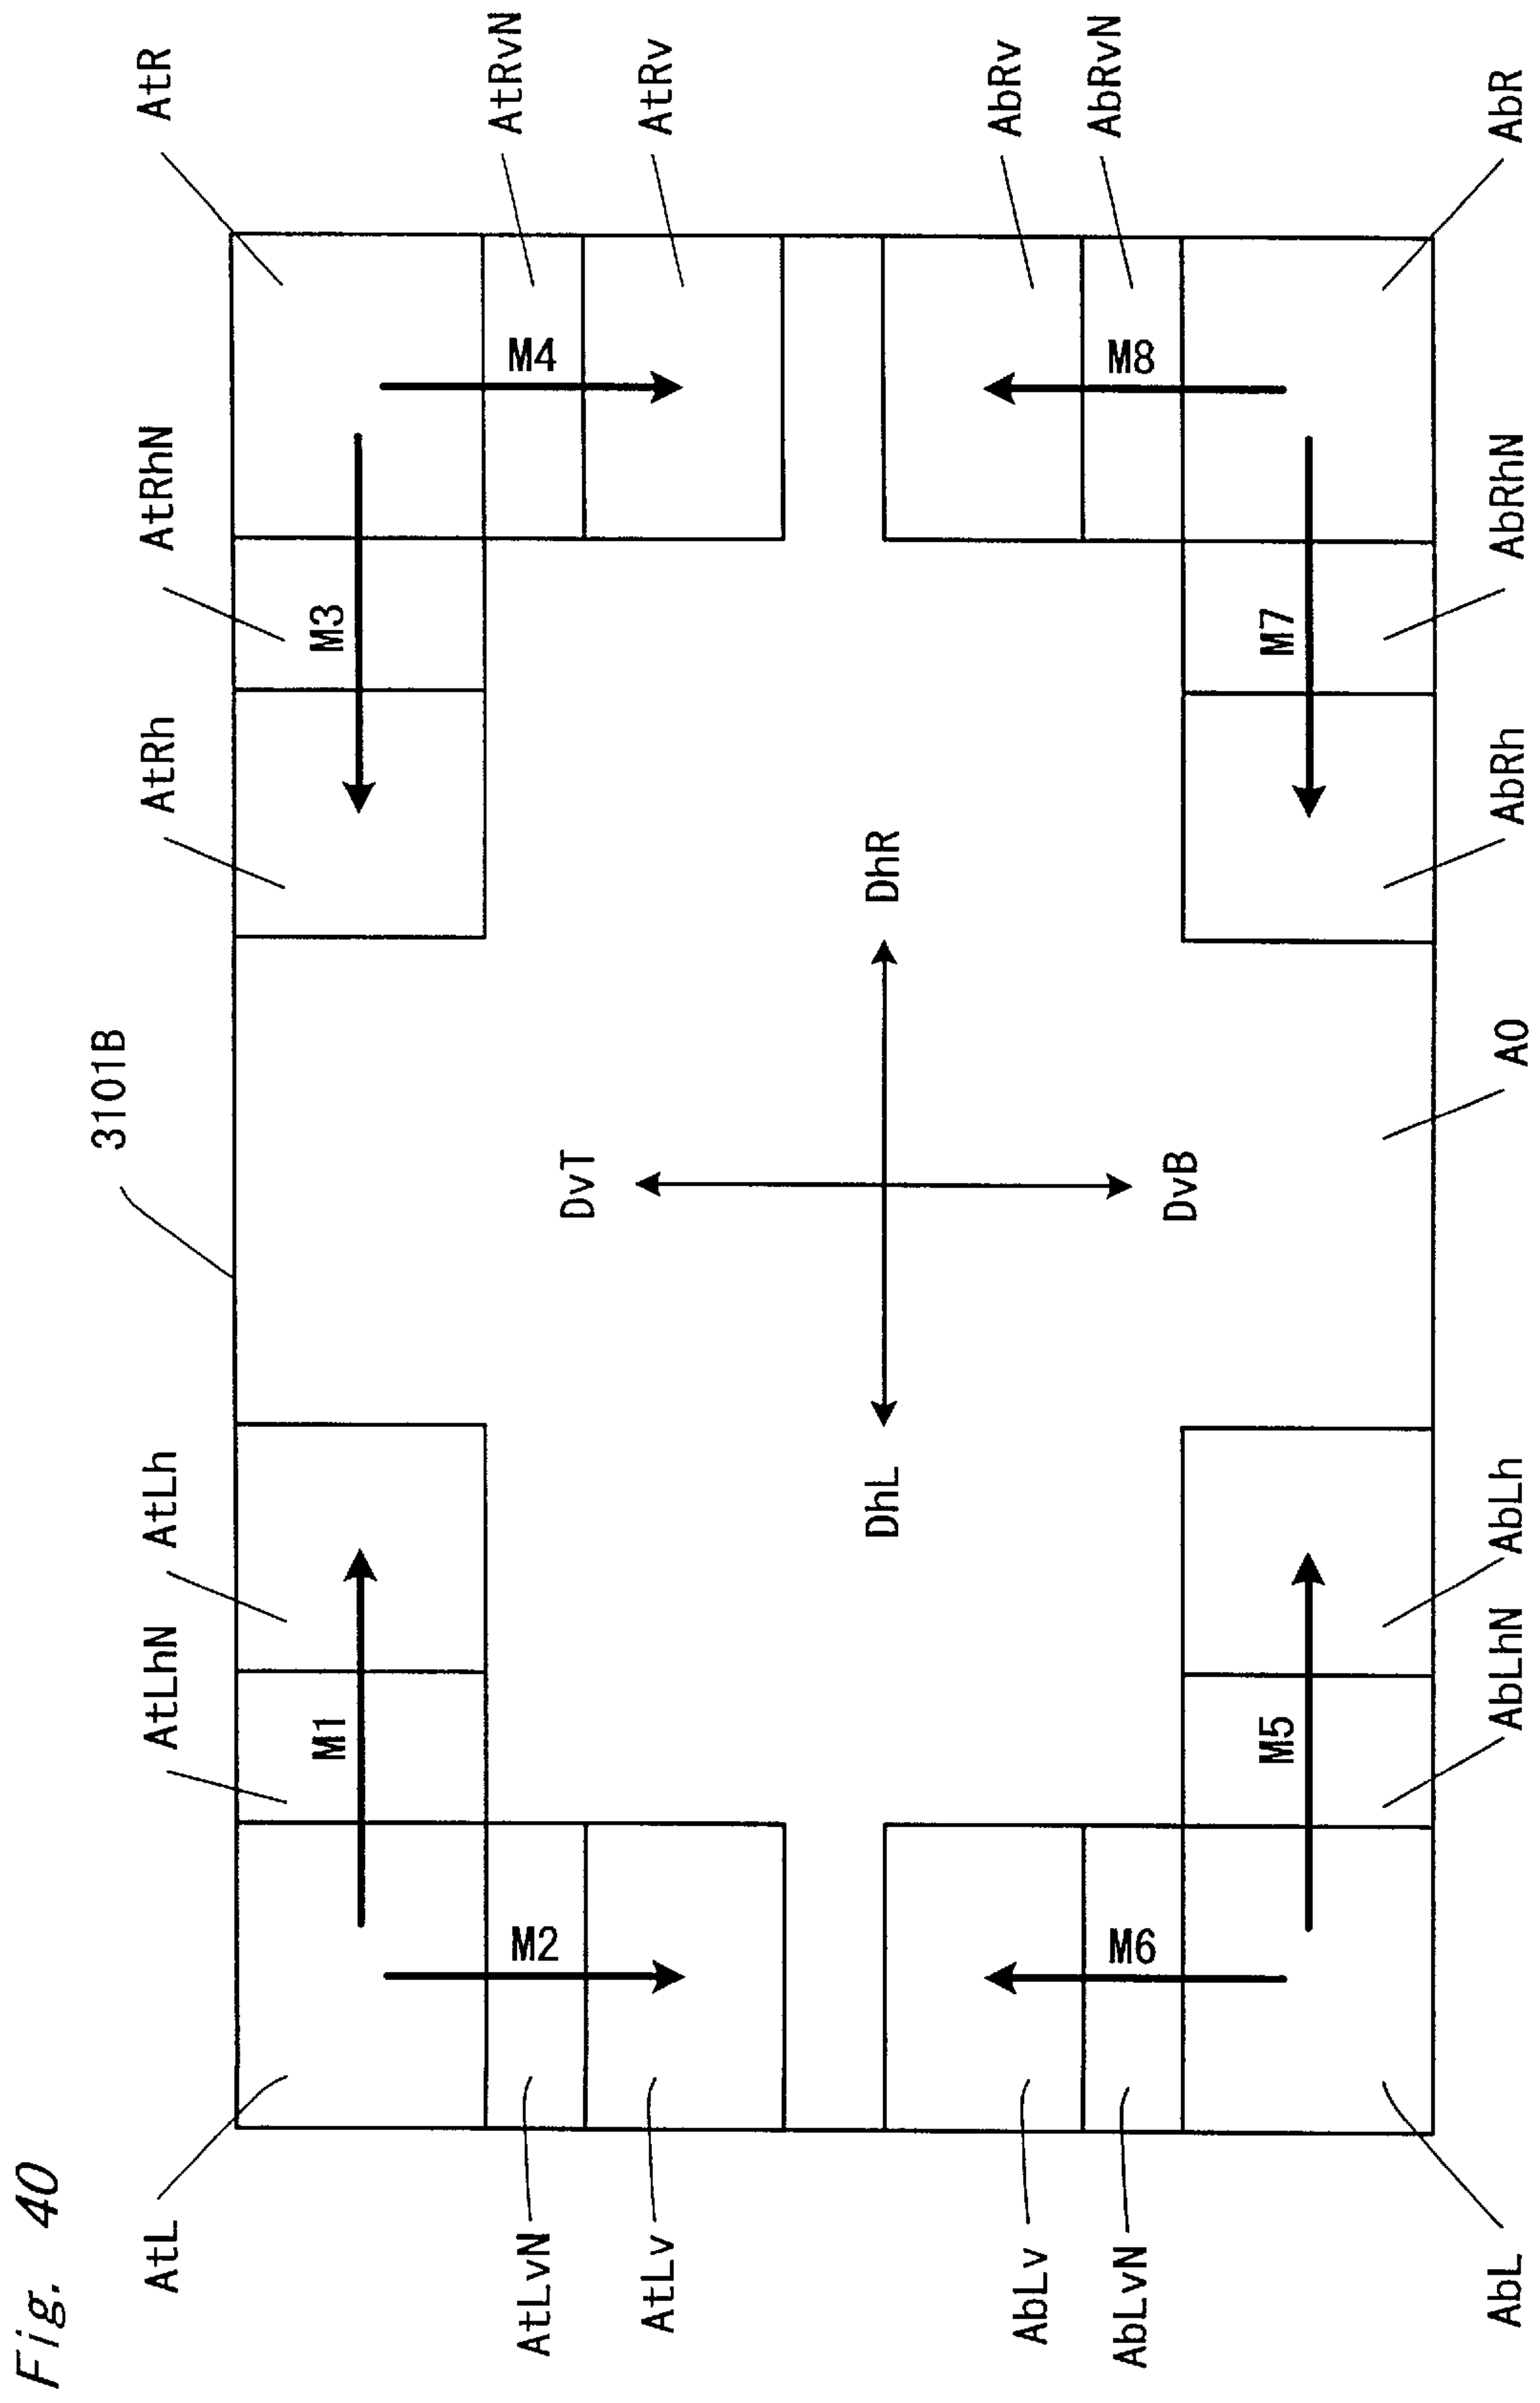 Fig. 40
3101B
AtL
AtLhN
AtLh
AtRh
AtRhN
AtR
M1
M3
AtLvN
M2
M4
AtRvN
AtLv
DvT
AtRv
DhL
DhR
AbLv
AbRv
AbLvN
M6
DvB
M8
AbRvN
M5
M7
AbL
AbLhN
AbLh
A0
AbRh
AbRhN
AbR